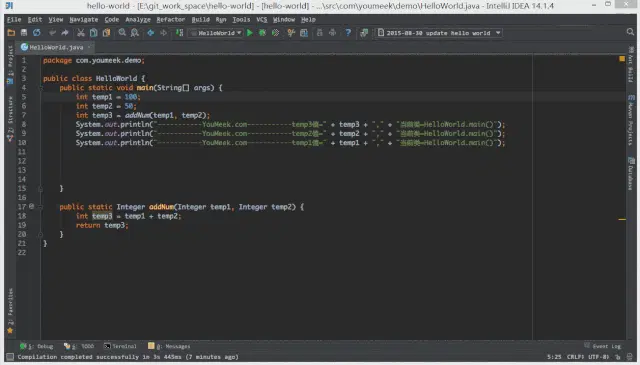 hello-world - [E:\git_work_space\hello-world] - [hello-world] - ...\src\com\youmeek\demo\HelloWorld.java - IntelliJ IDEA 14.1.4
File Edit View Navigate Code Analyze Refactor Build Run Tools VCS Window Help
HelloWorld
2015-08-30 update hello world
HelloWorld.java
1 package com.youmeek.demo;
2
3 public class HelloWorld {
4 public static void main(String[] args) {
5 int temp1 = 100;
6 int temp2 = 50;
7 int temp3 = addNum(temp1, temp2);
8 System.out.println("------------YouMeek.com------------temp3值=" + temp3 + "," + "当前类=HelloWorld.main()");
9 System.out.println("------------YouMeek.com------------temp2值=" + temp2 + "," + "当前类=HelloWorld.main()");
10 System.out.println("------------YouMeek.com------------temp1值=" + temp1 + "," + "当前类=HelloWorld.main()");
11
12
13
14
15 }
16
17 public static Integer addNum(Integer temp1, Integer temp2) {
18 int temp3 = temp1 + temp2;
19 return temp3;
20 }
21 }
22
1: Project
7: Structure
2: Favorites
Ant Build
Maven Projects
Database
5: Debug
6: TODO
Terminal
0: Messages
Event Log
Compilation completed successfully in 3s 445ms (7 minutes ago)
5:25 CRLF: UTF-8: